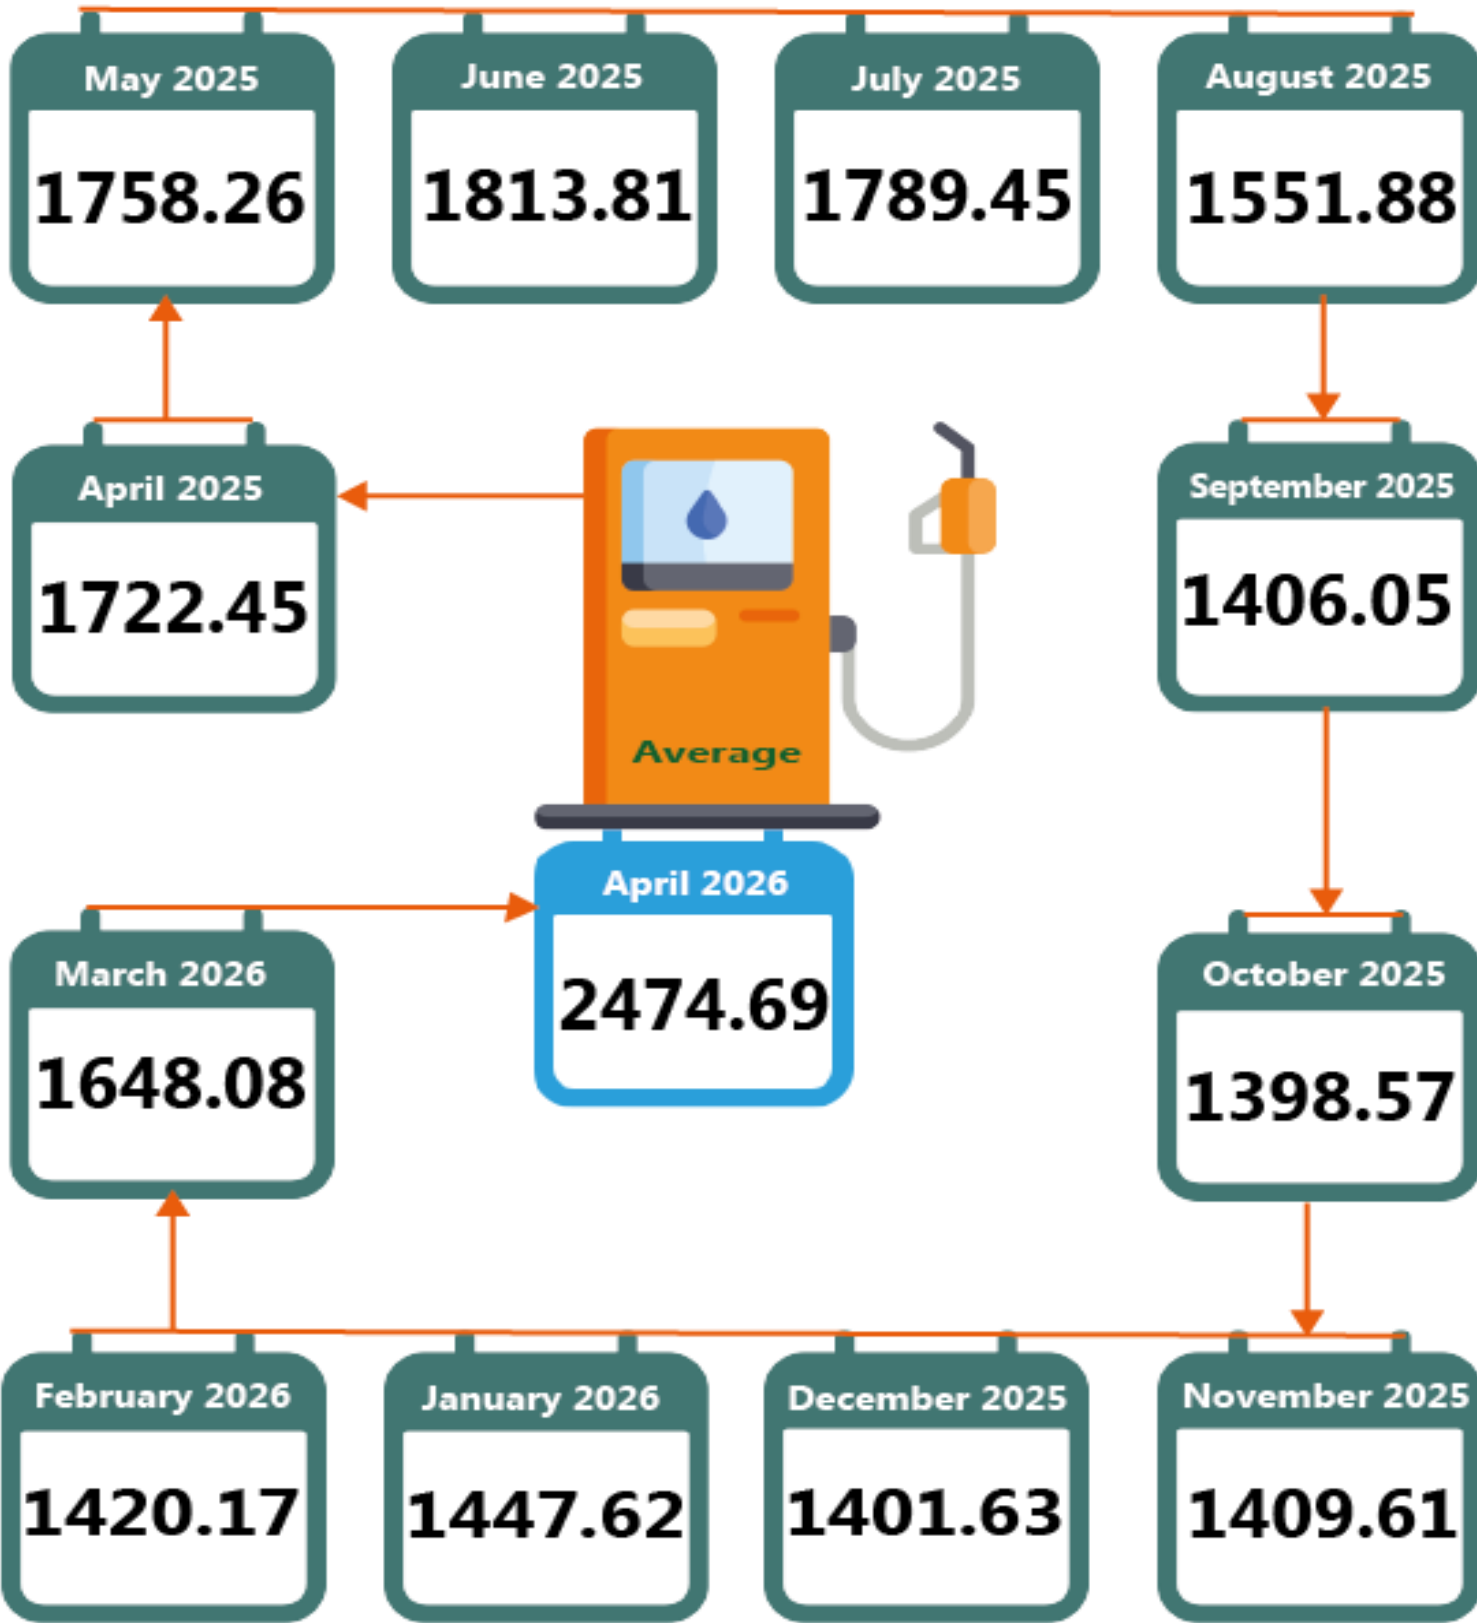 May 2025
1758.26
June 2025
1813.81
July 2025
1789.45
August 2025
1551.88
April 2025
1722.45
September 2025
1406.05
Average
April 2026
2474.69
March 2026
1648.08
October 2025
1398.57
February 2026
1420.17
January 2026
1447.62
December 2025
1401.63
November 2025
1409.61